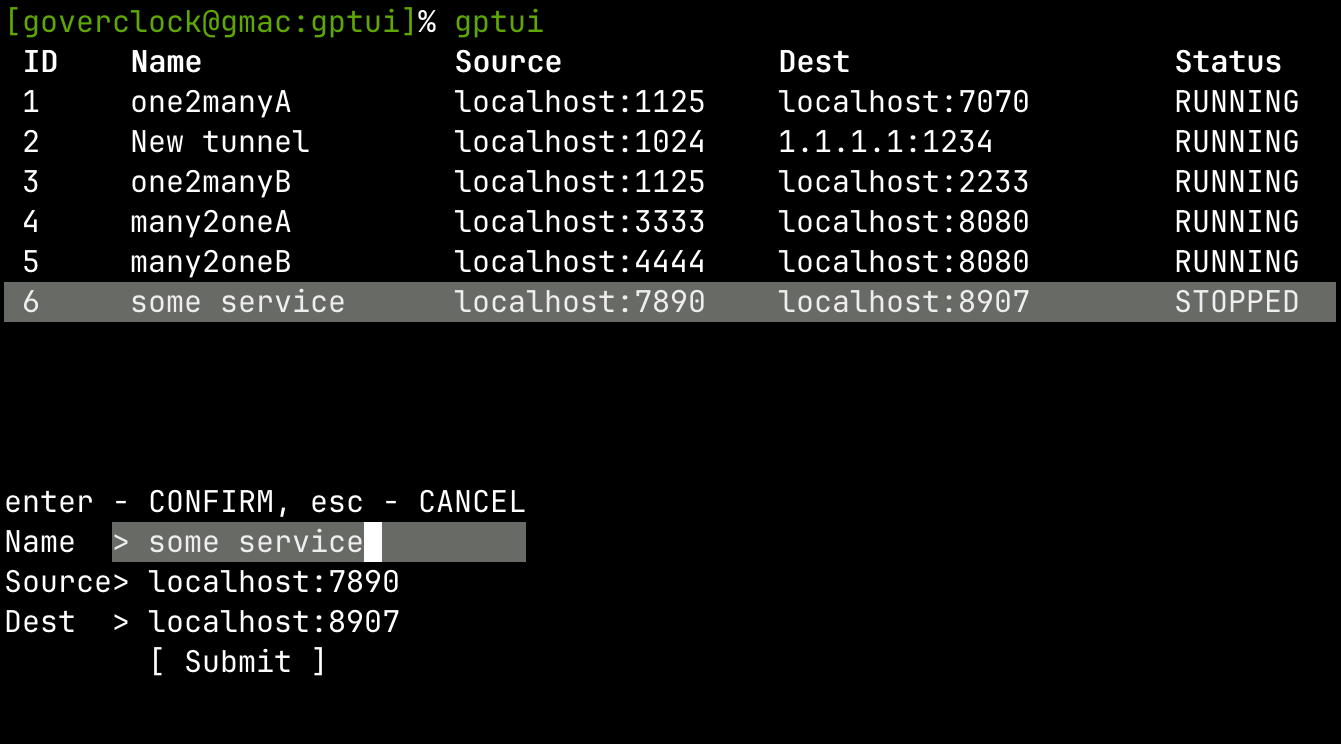 [goverclock@gmac:gptui]% gptui
ID Name Source Dest Status
1 one2manyA localhost:1125 localhost:7070 RUNNING
2 New tunnel localhost:1024 1.1.1.1:1234 RUNNING
3 one2manyB localhost:1125 localhost:2233 RUNNING
4 many2oneA localhost:3333 localhost:8080 RUNNING
5 many2oneB localhost:4444 localhost:8080 RUNNING
6 some service localhost:7890 localhost:8907 STOPPED
enter - CONFIRM, esc - CANCEL
Name > some service
Source> localhost:7890
Dest > localhost:8907
[ Submit ]